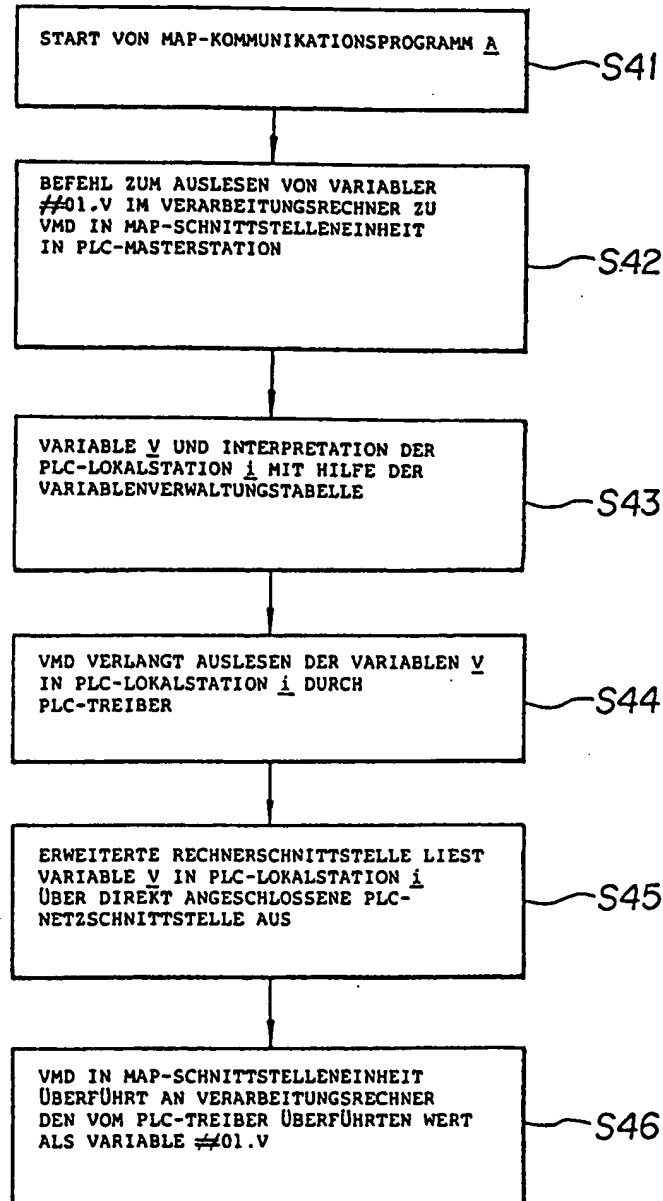 START VON MAP-KOMMUNIKATIONSPROGRAMM A
S41
BEFEHL ZUM AUSLESEN VON VARIABLER
##01.V IM VERARBEITUNGSRECHNER ZU
VMD IN MAP-SCHNITTSTELLENEINHEIT
IN PLC-MASTERSTATION
S42
VARIABLE V UND INTERPRETATION DER
PLC-LOKALSTATION i MIT HILFE DER
VARIABLENVERWALTUNGSTABELLE
S43
VMD VERLANGT AUSLESEN DER VARIABLEN V
IN PLC-LOKALSTATION i DURCH
PLC-TREIBER
S44
ERWEITERTE RECHNERSCHNITTSTELLE LIEST
VARIABLE V IN PLC-LOKALSTATION i
ÜBER DIREKT ANGESCHLOSSENE PLC-
NETZSCHNITTSTELLE AUS
S45
VMD IN MAP-SCHNITTSTELLENEINHEIT
ÜBERFÜHRT AN VERARBEITUNGSRECHNER
DEN VOM PLC-TREIBER ÜBERFÜHRTEN WERT
ALS VARIABLE ##01.V
S46